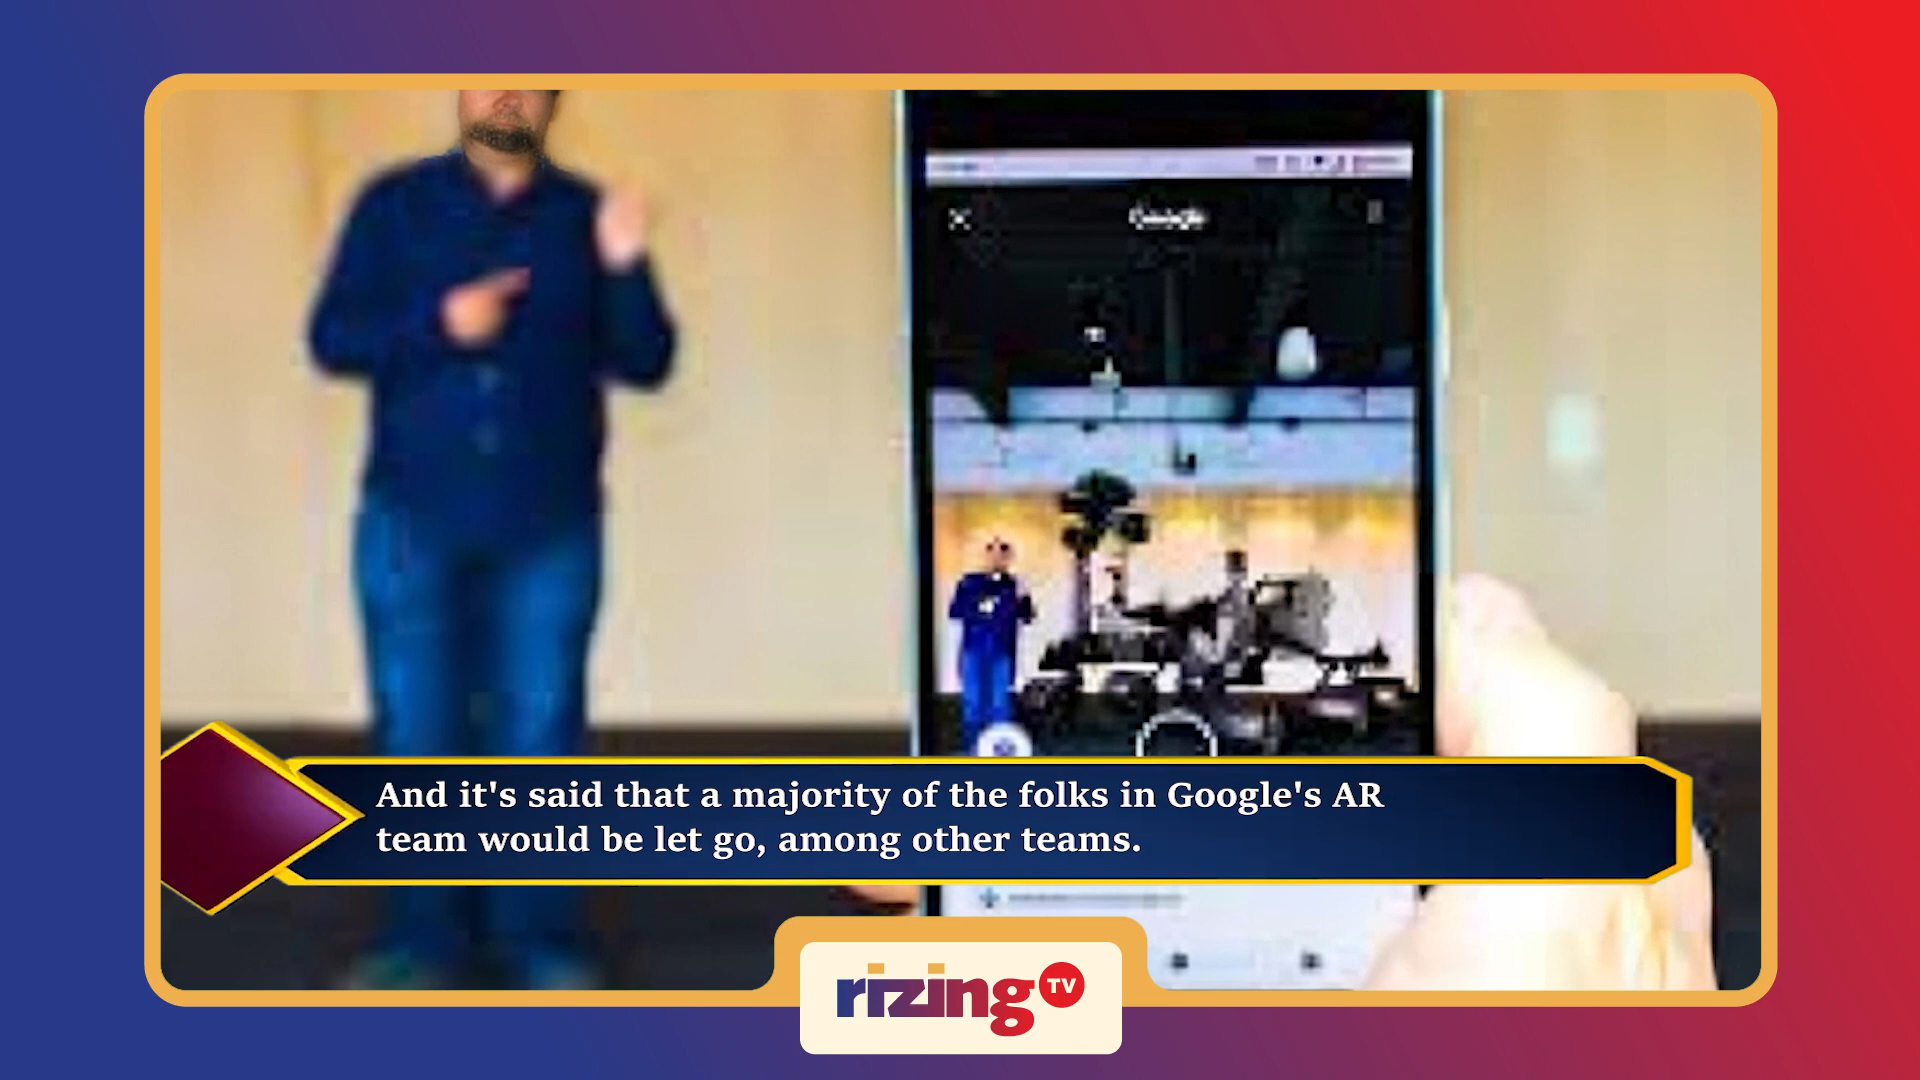 Google
And it's said that a majority of the folks in Google's AR
team would be let go, among other teams.
rizing TV